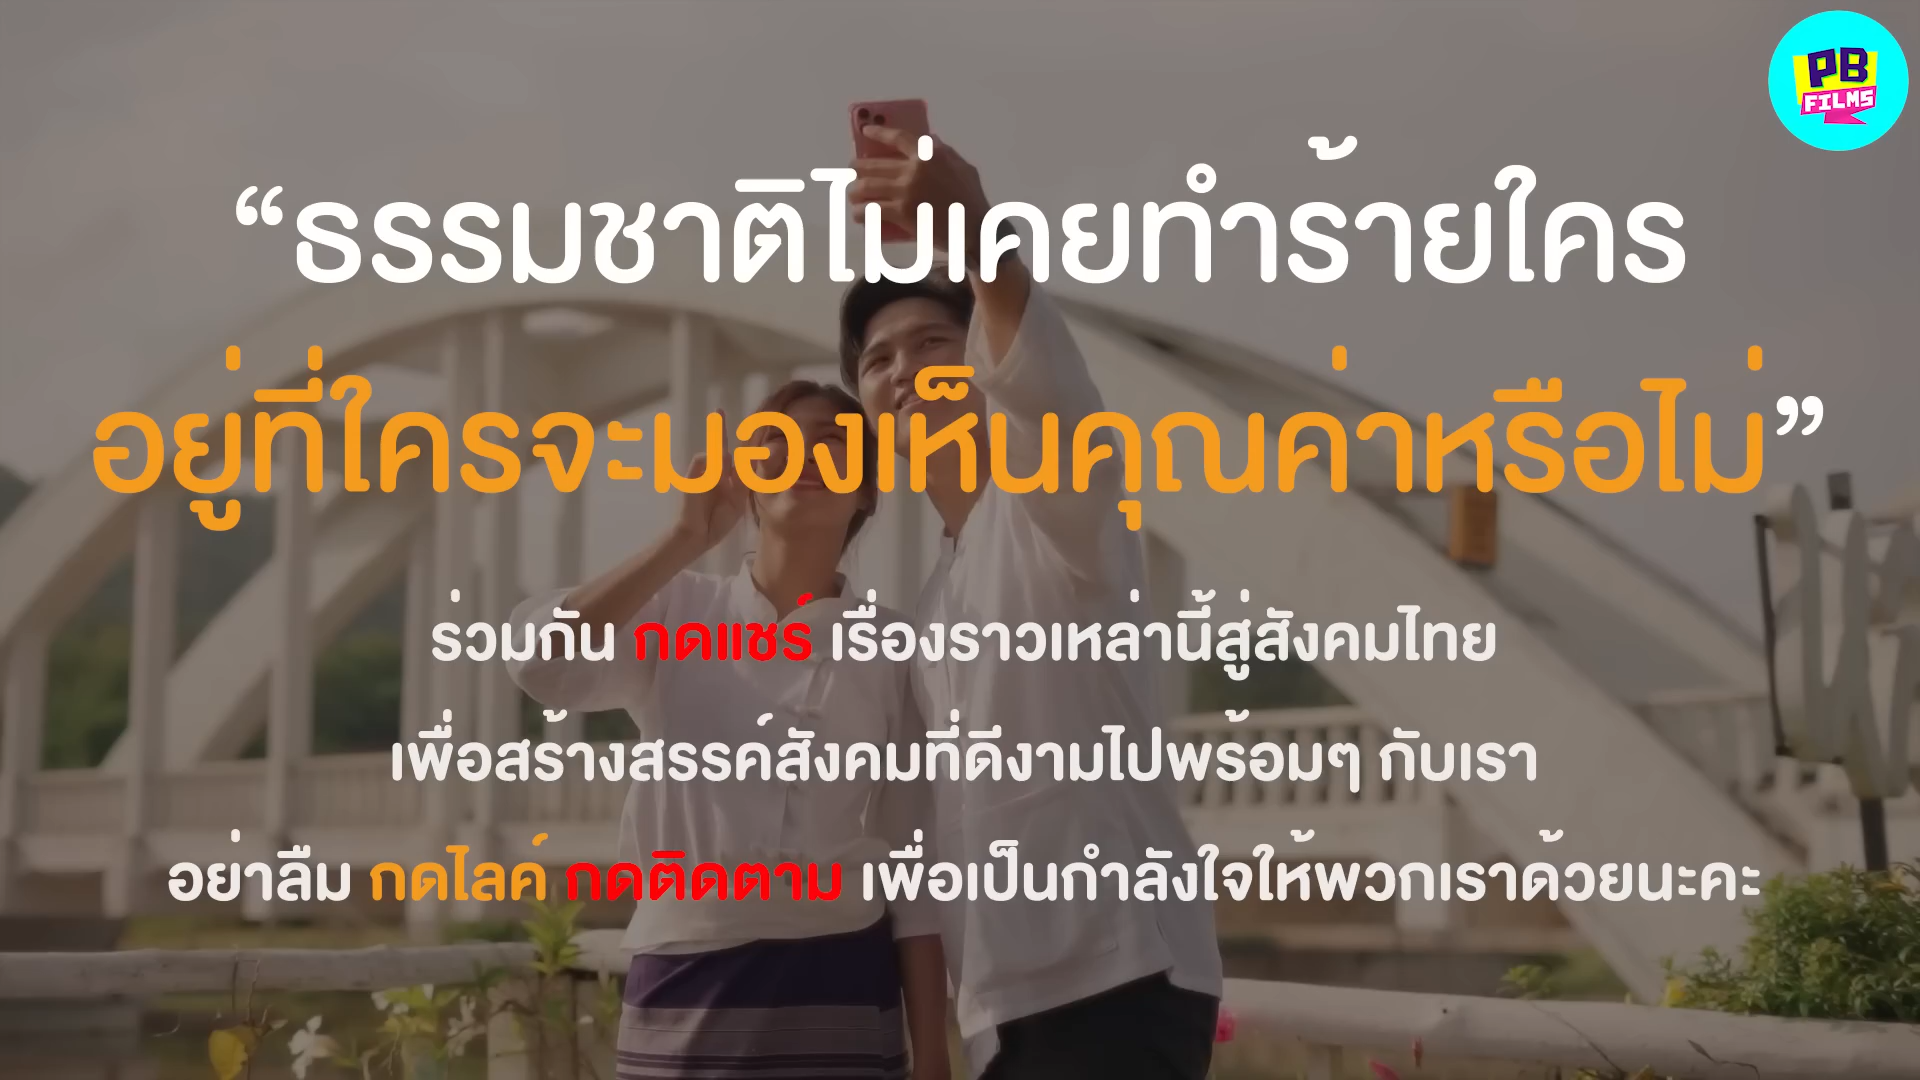 PB
FILMS
“ธรรมชาติไม่เคยทำร้ายใคร
อยู่ที่ใครจะมองเห็นคุณค่าหรือไม่”
ร่วมกัน กดแชร์ เรื่องราวเหล่านี้สู่สังคมไทย
เพื่อสร้างสรรค์สังคมที่ดีงามไปพร้อมๆ กับเรา
อย่าลืม กดไลค์ กดติดตาม เพื่อเป็นกำลังใจให้พวกเราด้วยนะคะ